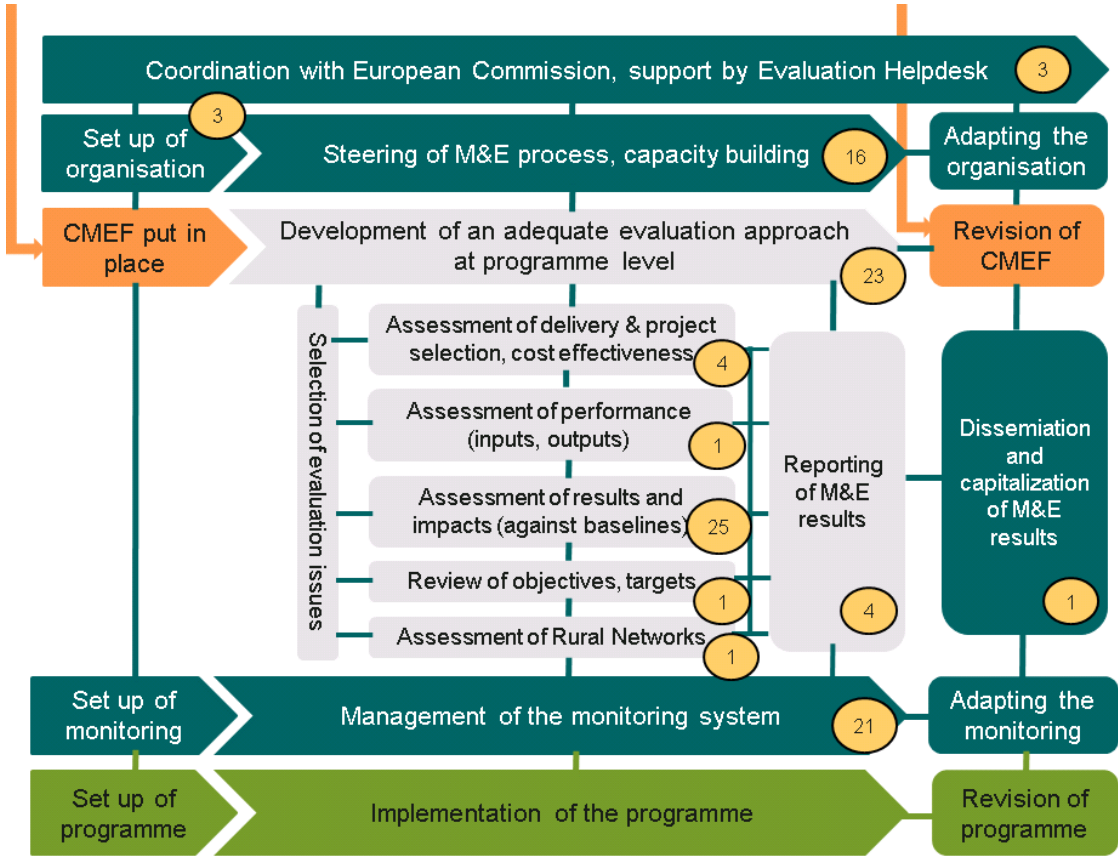 Coordination with European Commission, support by Evaluation Helpdesk
3
3
Set up of
organisation
Steering of M&E process, capacity building
16
Adapting the
organisation
CMEF put in
place
Development of an adequate evaluation approach
at programme level
23
Revision of
CMEF
Selection of evaluation
issues
Assessment of delivery & project
selection, cost effectiveness
4
Assessment of performance
(inputs, outputs)
1
Assessment of results and
impacts (against baselines)
25
Review of objectives, targets
1
Assessment of Rural Networks
1
Reporting
of M&E
results
4
Dissemiation
and
capitalization
of M&E
results
1
Set up of
monitoring
Management of the monitoring system
21
Adapting the
monitoring
Set up of
programme
Implementation of the programme
Revision of
programme